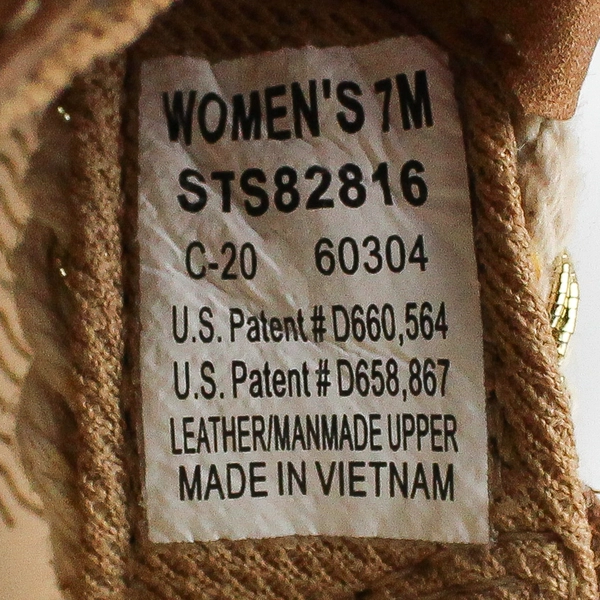 WOMEN'S 7M
STS82816
C-20 60304
U.S. Patent # D660,564
U.S. Patent # D658,867
LEATHER/MANMADE UPPER
MADE IN VIETNAM